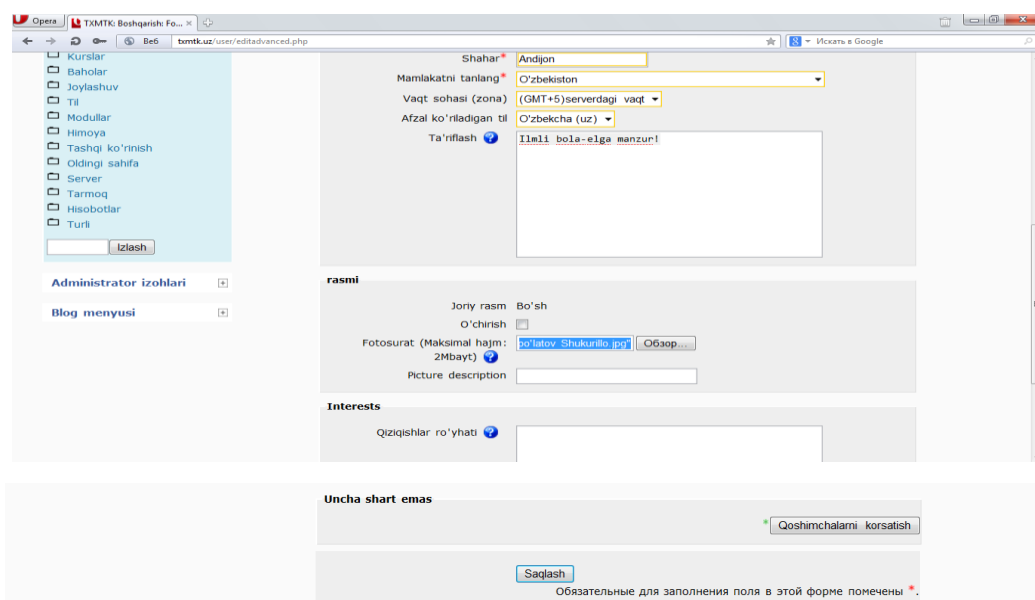 Opera TXMTK: Boshqarish: Fo... ×
Веб txmtk.uz/user/editadvanced.php Искать в Google
Kurslar
Baholar
Joylashuv
Til
Modullar
Himoya
Tashqi ko'rinish
Oldingi sahifa
Server
Tarmoq
Hisobotlar
Turli
Izlash
Administrator izohlari
Blog menyusi
Shahar* Andijon
Mamlakatni tanlang* O'zbekiston
Vaqt sohasi (zona) (GMT+5)serverdagi vaqt
Afzal ko'riladigan til O'zbekcha (uz)
Ta'riflash Ilmli bola-elga manzur!
rasmi
Joriy rasm Bo'sh
O'chirish
Fotosurat (Maksimal hajm: po'latov Shukurillo.jpg" Обзор...
2Mbayt)
Picture description
Interests
Qiziqishlar ro'yhati
Uncha shart emas
* Qoshimchalarni korsatish
Saqlash
Обязательные для заполнения поля в этой форме помечены *.